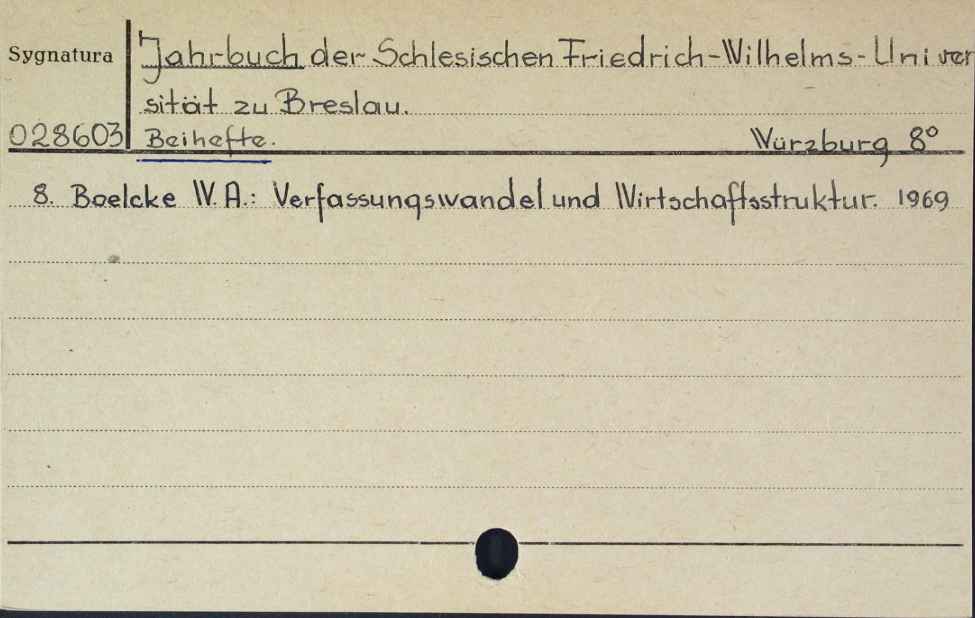 Sygnatura
Jahrbuch der Schlesischen Friedrich-Wilhelms-Univer
sität zu Breslau.
028603 Beihefte. Würzburg 8°
8. Boelcke W. A.: Verfassungswandel und Wirtschaftsstruktur. 1969